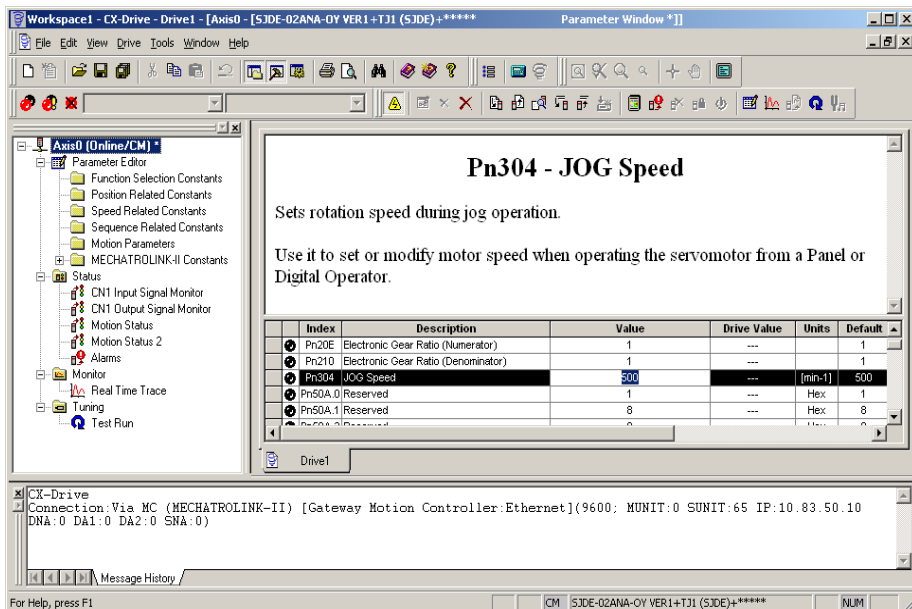 Workspace1 - CX-Drive - Drive1 - [Axis0 - [SJDE-02ANA-OY VER1+TJ1 (SJDE)+***** Parameter Window *]]
File Edit View Drive Tools Window Help
Axis0 (Online/CM) *
Parameter Editor
Function Selection Constants
Position Related Constants
Speed Related Constants
Sequence Related Constants
Motion Parameters
MECHATROLINK-II Constants
Status
CN1 Input Signal Monitor
CN1 Output Signal Monitor
Motion Status
Motion Status 2
Alarms
Monitor
Real Time Trace
Tuning
Test Run
Pn304 - JOG Speed
Sets rotation speed during jog operation.
Use it to set or modify motor speed when operating the servomotor from a Panel or
Digital Operator.
Index Description Value Drive Value Units Default
Pn20E Electronic Gear Ratio (Numerator) 1 --- 1
Pn210 Electronic Gear Ratio (Denominator) 1 --- 1
Pn304 JOG Speed 500 --- [min-1] 500
Pn50A.0 Reserved 1 --- Hex 1
Pn50A.1 Reserved 8 --- Hex 8
Drive1
CX-Drive
Connection:Via MC (MECHATROLINK-II) [Gateway Motion Controller:Ethernet](9600; MUNIT:0 SUNIT:65 IP:10.83.50.10
DNA:0 DA1:0 DA2:0 SNA:0)
Message History
For Help, press F1
CM SJDE-02ANA-OY VER1+TJ1 (SJDE)+***** NUM